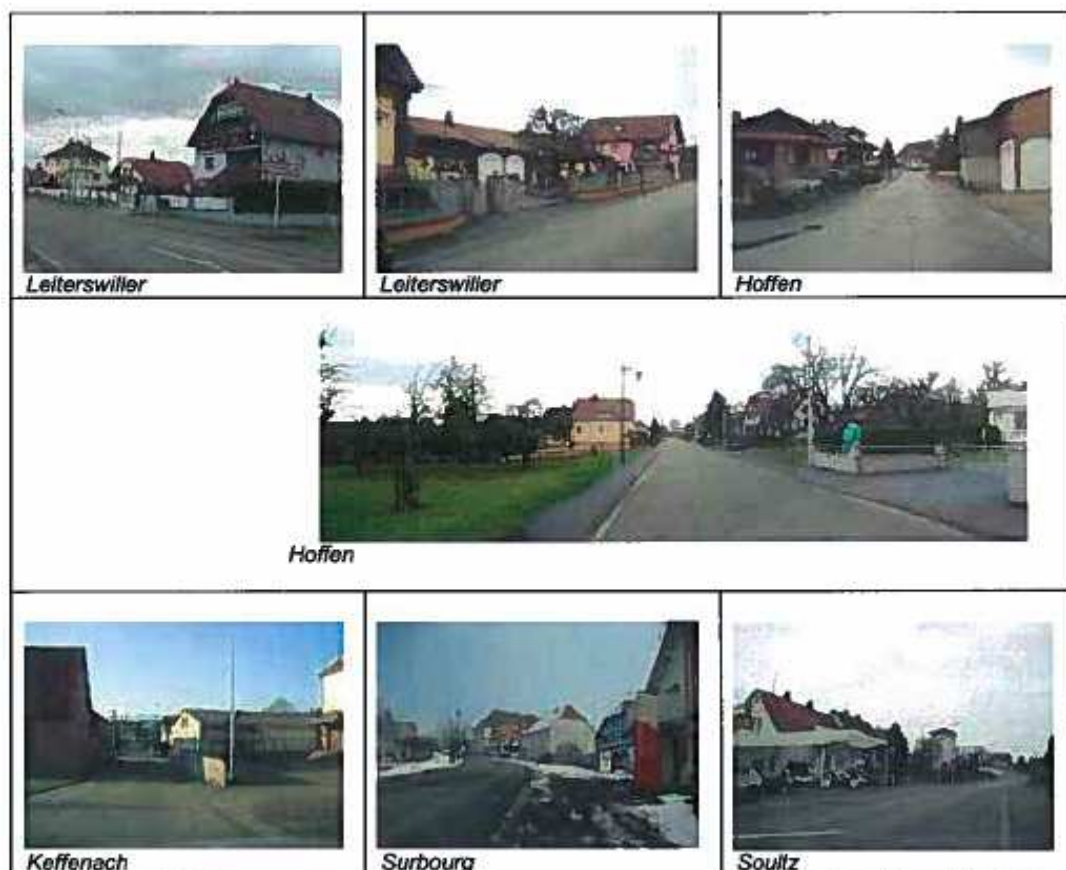 Leiterswiller
Leiterswiller
Hoffen
Hoffen
Keffenach
Surbourg
Soultz